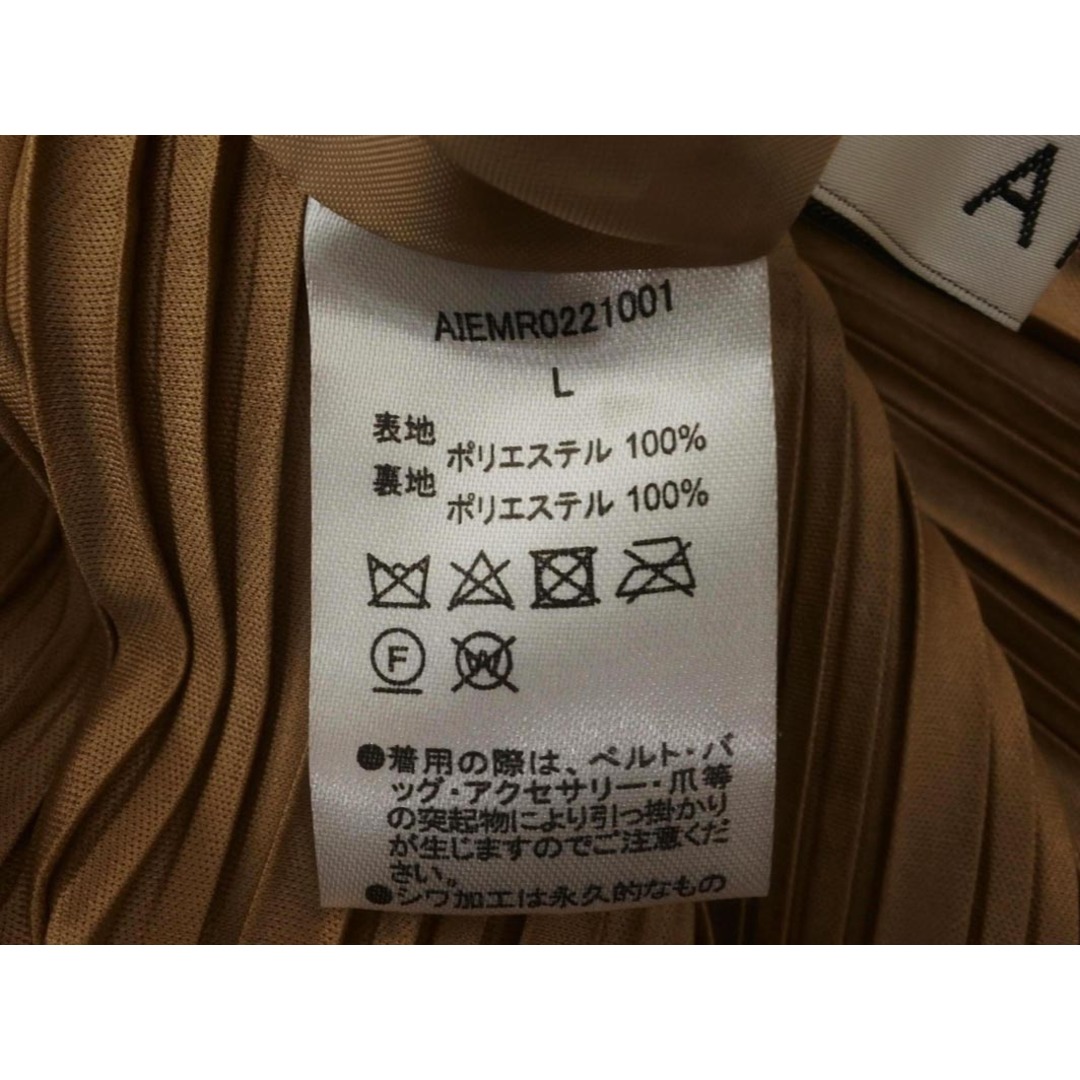 A
AIEMR0221001
L
表地 ポリエステル 100%
裏地 ポリエステル 100%
F
W
●着用の際は、ベルト・バ
ッグ・アクセサリー・爪等
の突起物により引っ掛かり
が生じますのでご注意くだ
さい。
●シワ加工は永久的なもの